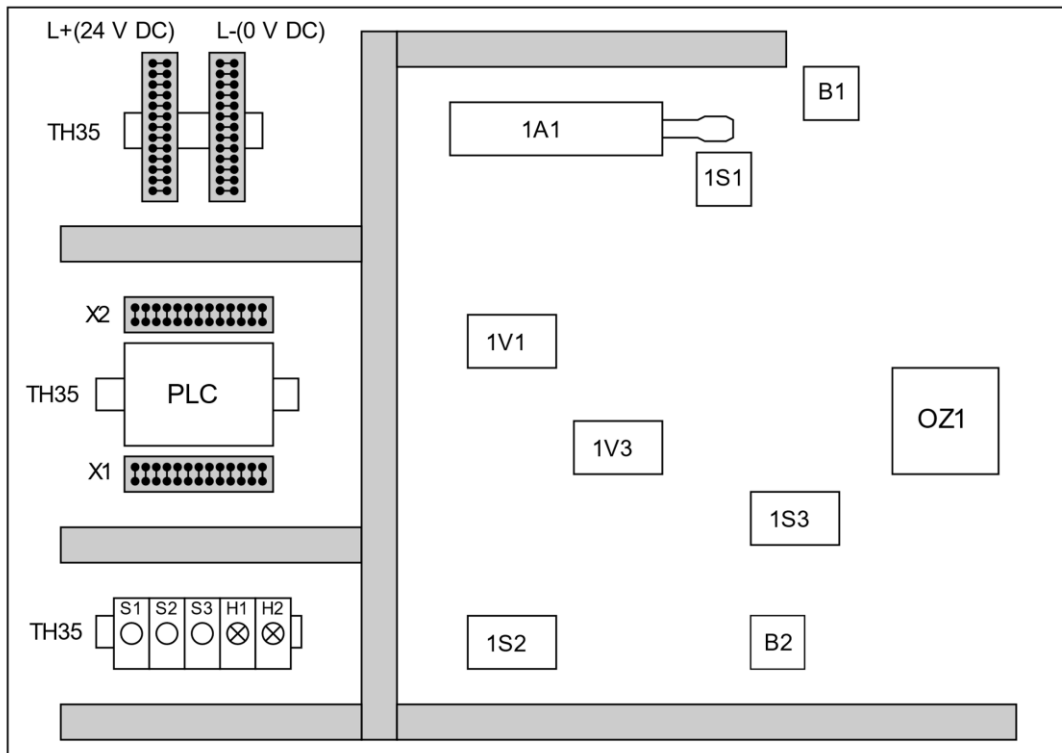 L+(24 V DC) L-(0 V DC)
TH35
B1
1A1
1S1
X2
TH35
PLC
X1
1V1
1V3
OZ1
1S3
TH35
S1 S2 S3 H1 H2
1S2
B2